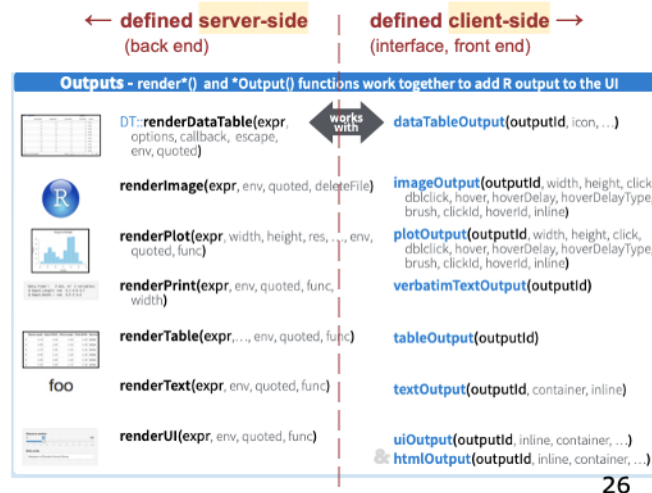 ← defined server-side
(back end)
defined client-side →
(interface, front end)
Outputs - render*() and *Output() functions work together to add R output to the UI
DT::renderDataTable(expr,
options, callback, escape,
env, quoted)
works
with
dataTableOutput(outputId, icon, …)
R
renderImage(expr, env, quoted, deleteFile)
imageOutput(outputId, width, height, click,
dblclick, hover, hoverDelay, hoverDelayType,
brush, clickId, hoverId, inline)
renderPlot(expr, width, height, res, …, env,
quoted, func)
plotOutput(outputId, width, height, click,
dblclick, hover, hoverDelay, hoverDelayType,
brush, clickId, hoverId, inline)
renderPrint(expr, env, quoted, func,
width)
verbatimTextOutput(outputId)
renderTable(expr,…, env, quoted, func)
tableOutput(outputId)
foo
renderText(expr, env, quoted, func)
textOutput(outputId, container, inline)
renderUI(expr, env, quoted, func)
uiOutput(outputId, inline, container, …)
& htmlOutput(outputId, inline, container, …)
26